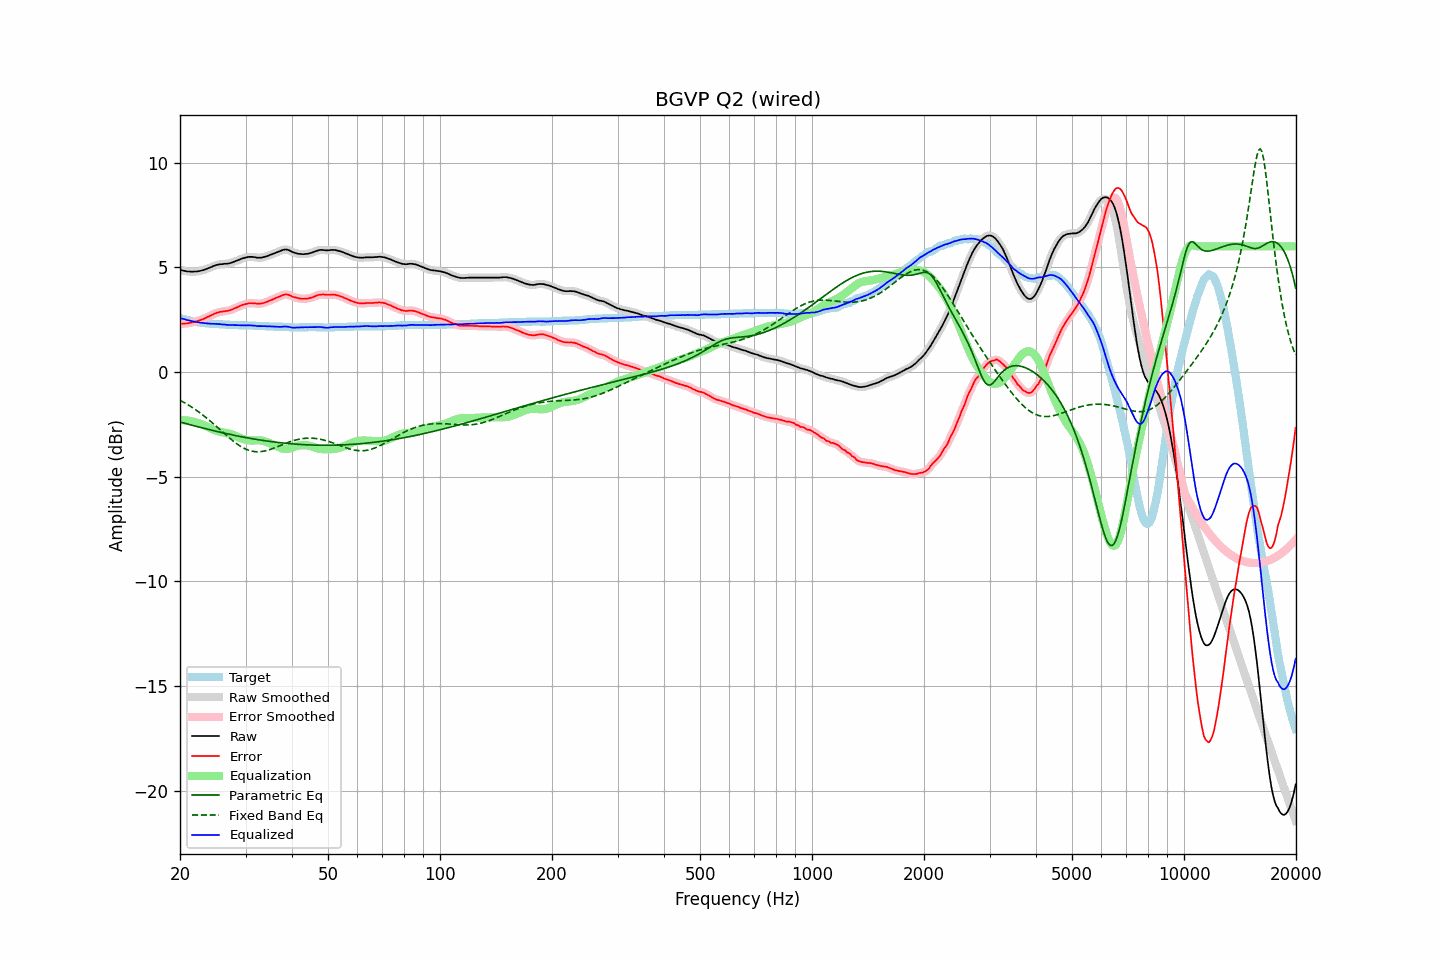 BGVP Q2 (wired)
10
5
0
−5
−10
−15
−20
Amplitude (dBr)
Target
Raw Smoothed
Error Smoothed
Raw
Error
Equalization
Parametric Eq
Fixed Band Eq
Equalized
20 50 100 200 500 1000 2000 5000 10000 20000
Frequency (Hz)